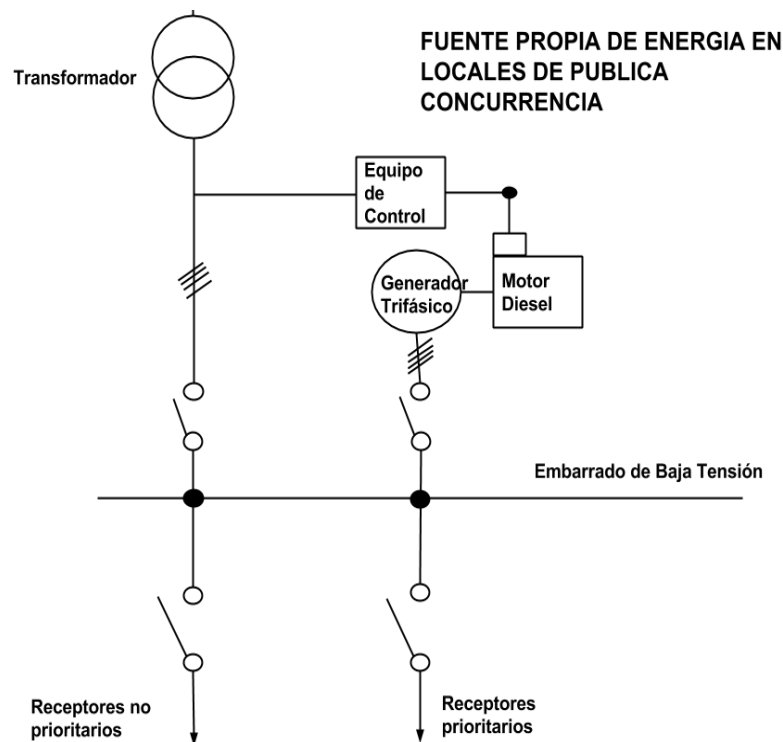 FUENTE PROPIA DE ENERGIA EN
LOCALES DE PUBLICA
CONCURRENCIA
Transformador
Equipo
de
Control
Generador
Trifásico
Motor
Diesel
Embarrado de Baja Tensión
Receptores no
prioritarios
Receptores
prioritarios